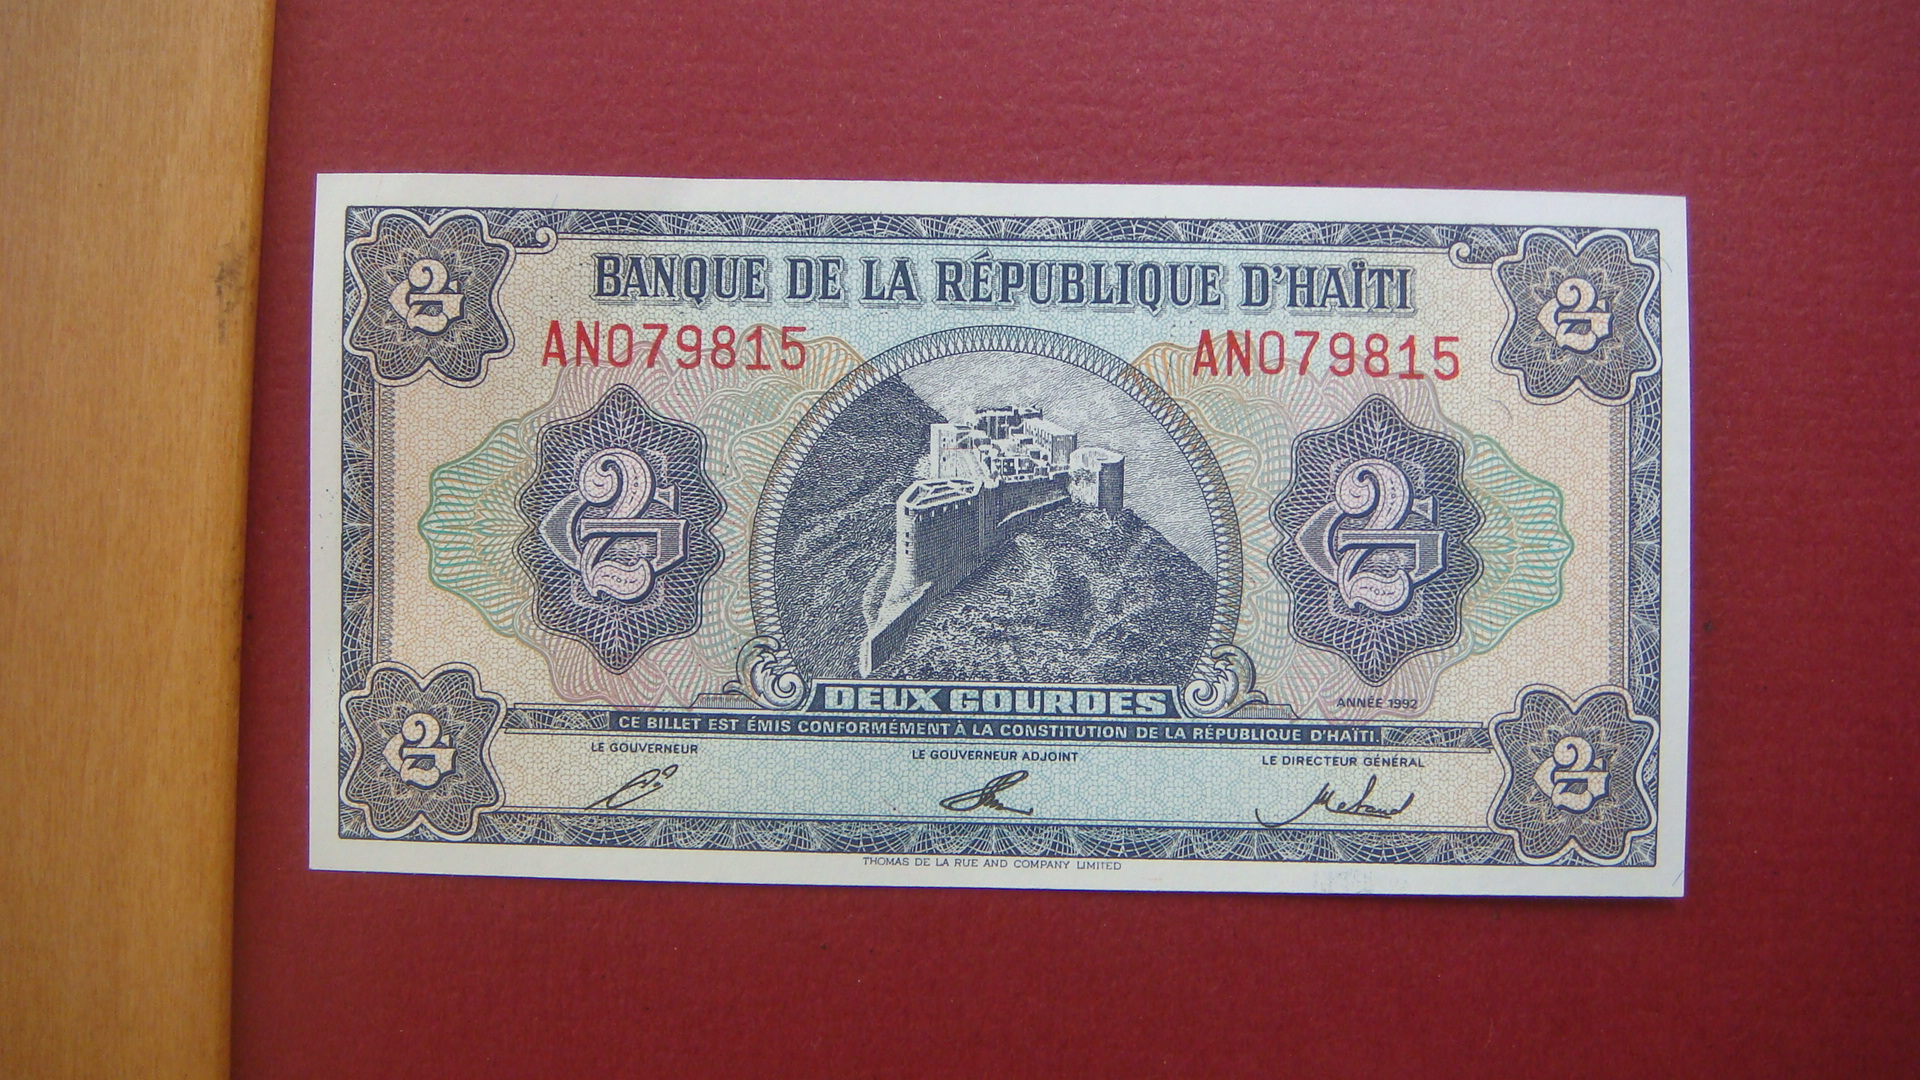 BANQUE DE LA RÉPUBLIQUE D'HAÏTI
AN079815 AN079815
2 2
2 2
DEUX GOURDES
ANNÉE 1992
CE BILLET EST ÉMIS CONFORMÉMENT À LA CONSTITUTION DE LA RÉPUBLIQUE D'HAÏTI.
LE GOUVERNEUR LE GOUVERNEUR ADJOINT LE DIRECTEUR GÉNÉRAL
2 2
THOMAS DE LA RUE AND COMPANY LIMITED